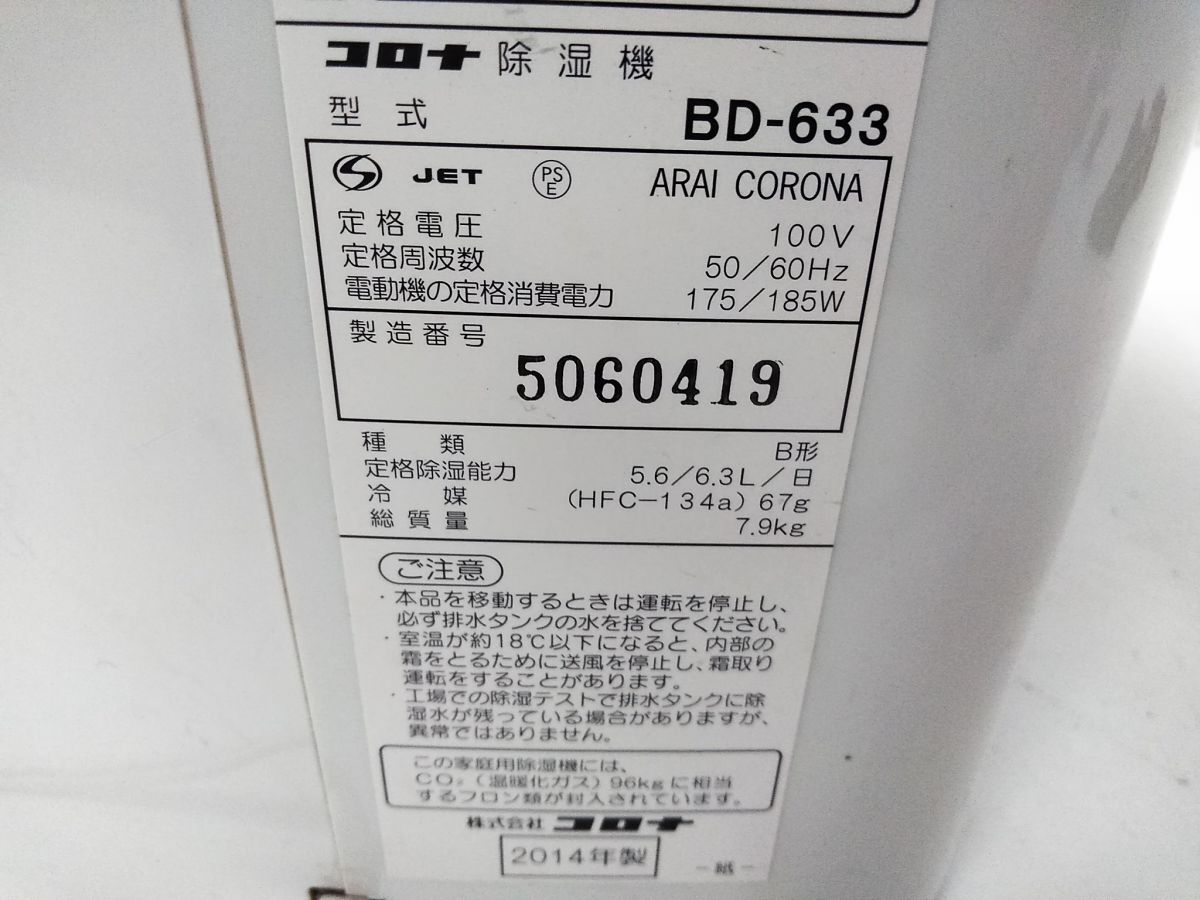 コロナ 除湿機
型式 BD-633
JET PSE ARAI CORONA
定格電圧 100V
定格周波数 50/60Hz
電動機の定格消費電力 175/185W
製造番号
5060419
種類 B形
定格除湿能力 5.6/6.3L/日
冷媒 (HFC-134a) 67g
総質量 7.9kg
ご注意
・本品を移動するときは運転を停止し、
必ず排水タンクの水を捨ててください。
・室温が約18℃以下になると、内部の
霜をとるために送風を停止し、霜取り
運転をすることがあります。
・工場での除湿テストで排水タンクに除
湿水が残っている場合がありますが、
異常ではありません。
この家庭用除湿機には、
CO₂(温暖化ガス)96kgに相当
するフロン類が封入されています。
株式会社 コロナ
2014年製
-紙-